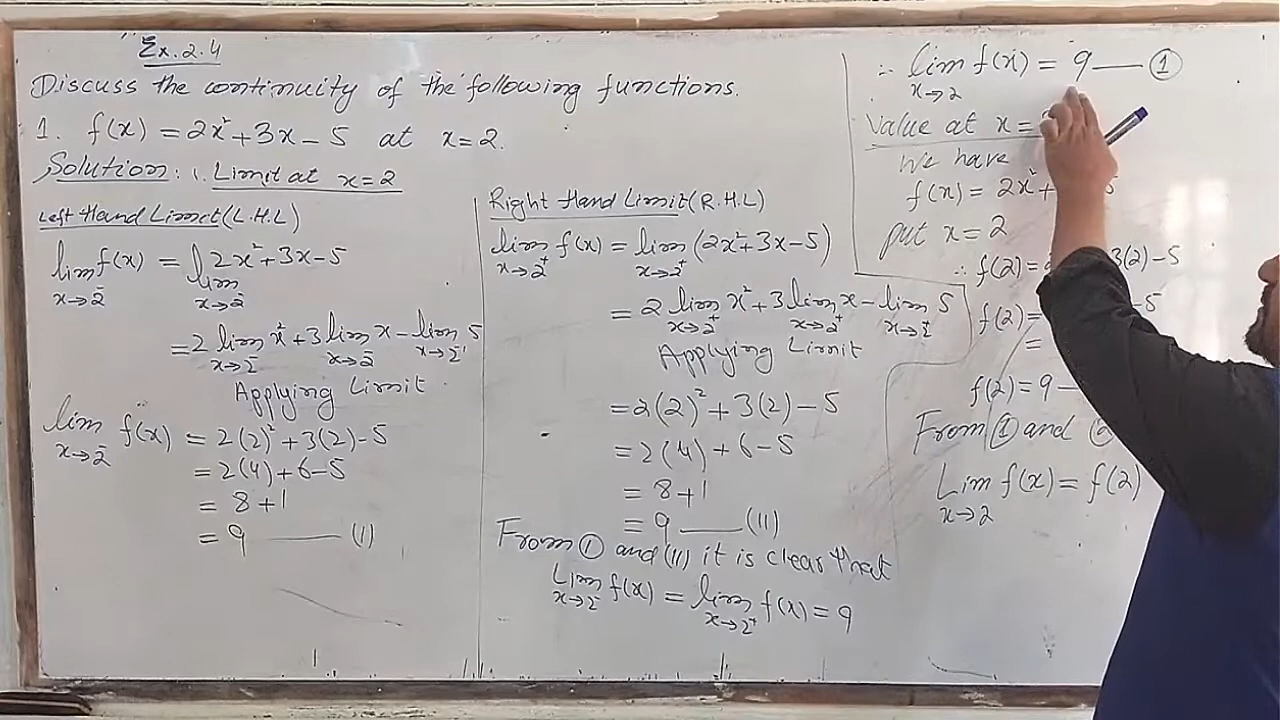 Ex. 2.4
Discuss the continuity of the following functions.
1. f(x) = 2x² + 3x - 5 at x = 2.
Solution: 1. Limit at x = 2
Left Hand Limit (L.H.L)
lim f(x) = lim 2x² + 3x - 5
x→2⁻ x→2⁻
= 2 lim x² + 3 lim x - lim 5
x→2⁻ x→2⁻ x→2⁻
Applying Limit
lim f(x) = 2(2)² + 3(2) - 5
x→2⁻
= 2(4) + 6 - 5
= 8 + 1
= 9 —— (I)
Right Hand Limit (R.H.L)
lim f(x) = lim (2x² + 3x - 5)
x→2⁺ x→2⁺
= 2 lim x² + 3 lim x - lim 5
x→2⁺ x→2⁺ x→2⁺
Applying Limit
= 2(2)² + 3(2) - 5
= 2(4) + 6 - 5
= 8 + 1
= 9 —— (II)
From ① and (II) it is clear that
Lim f(x) = lim f(x) = 9
x→2⁻ x→2⁺
∴ lim f(x) = 9 —— ①
x→2
Value at x =
We have
f(x) = 2x² + 5
put x = 2
∴ f(2) = 3(2) - 5
f(2) = - 5
=
f(2) = 9 —
From ① and ②
Lim f(x) = f(2)
x→2